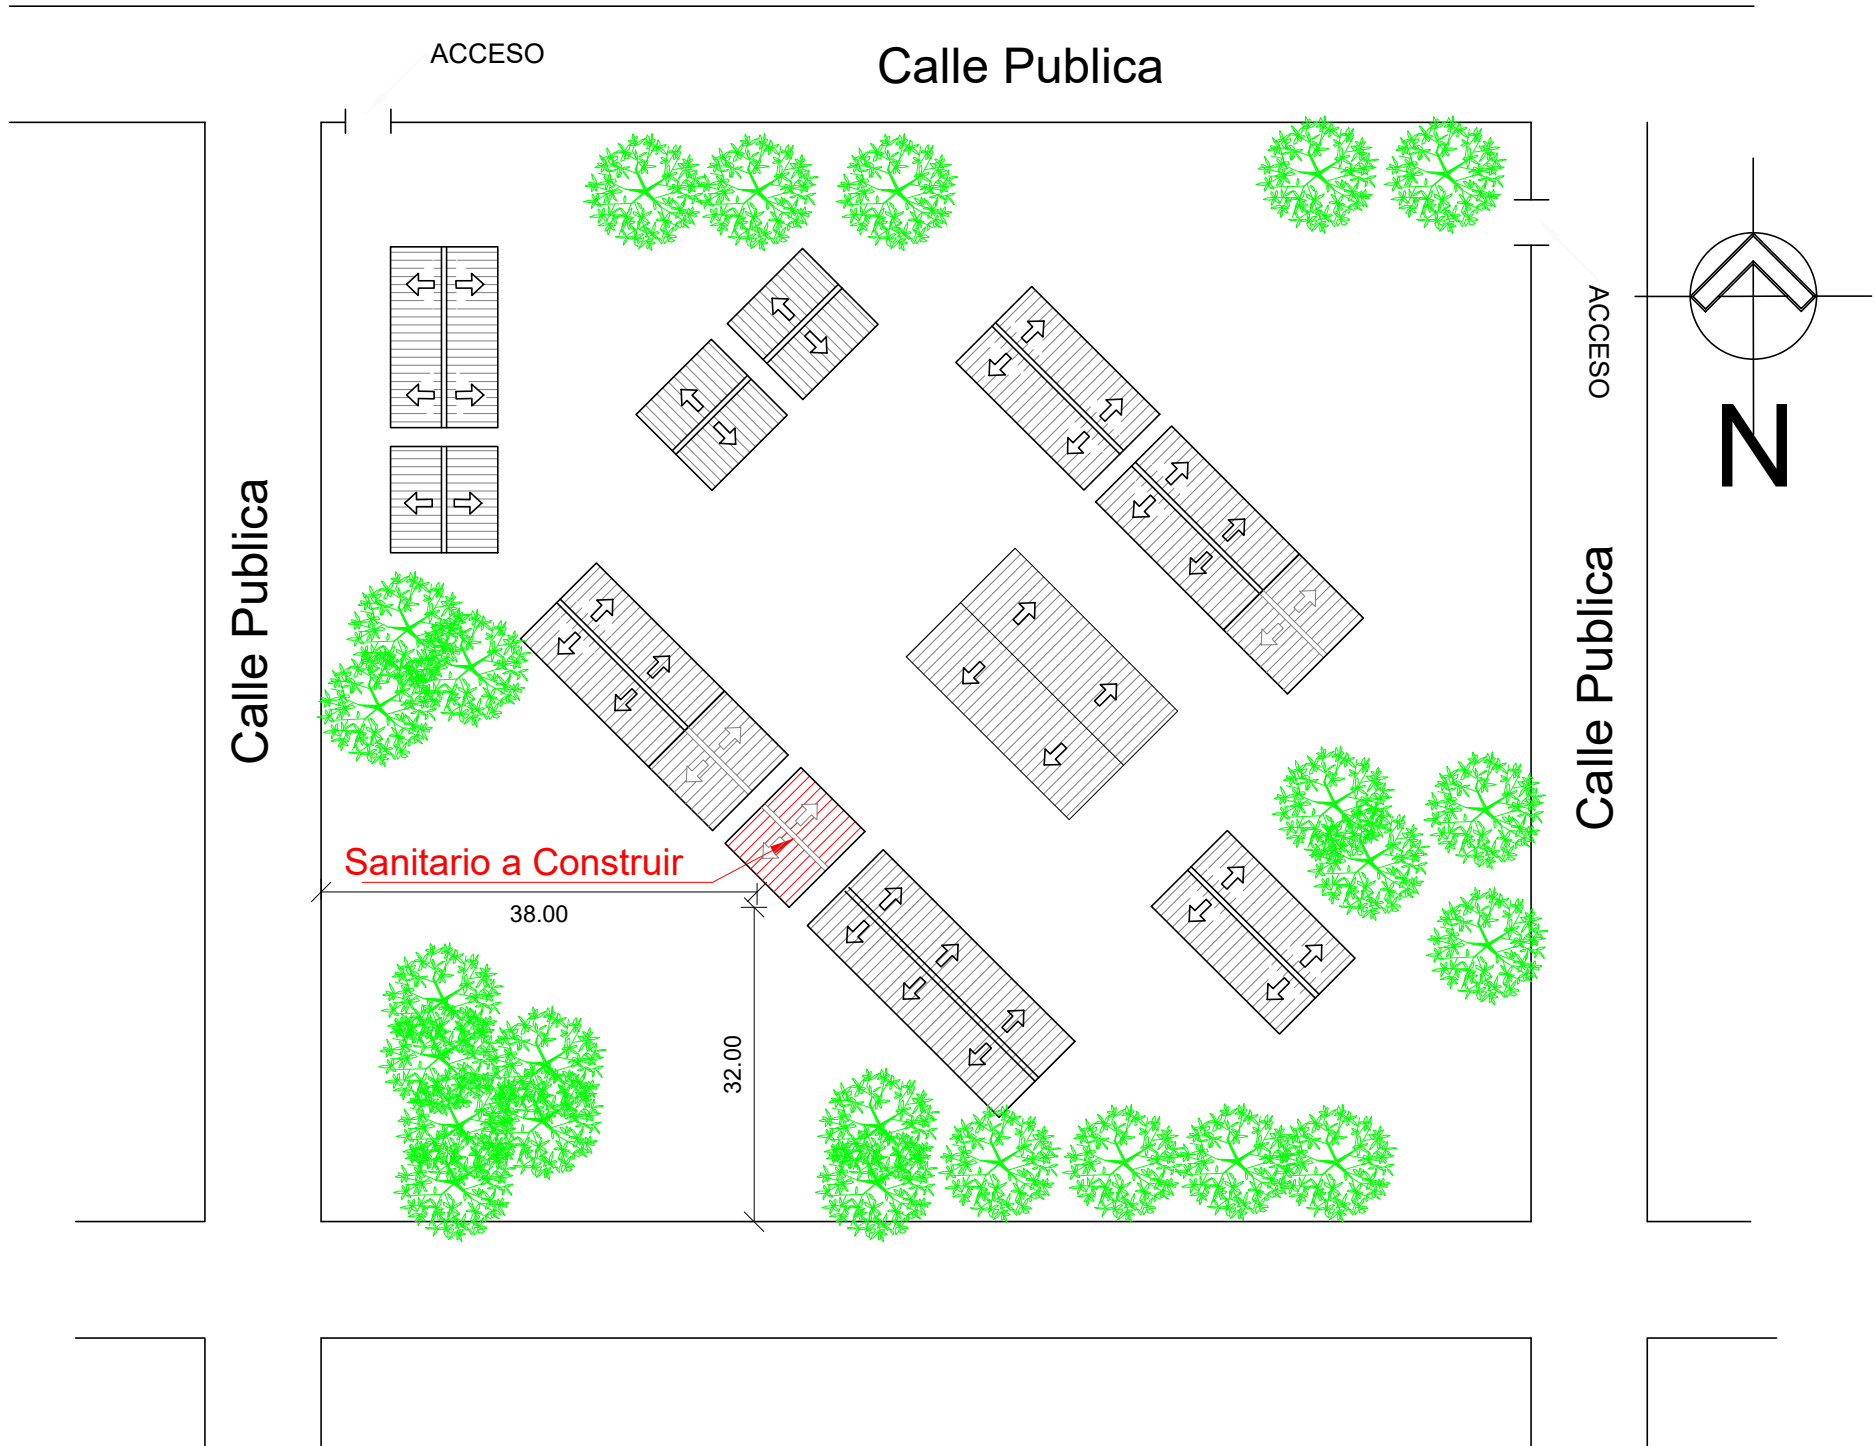 ACCESO
Calle Publica
ACCESO
N
Calle Publica
Calle Publica
Sanitario a Construir
38.00
32.00